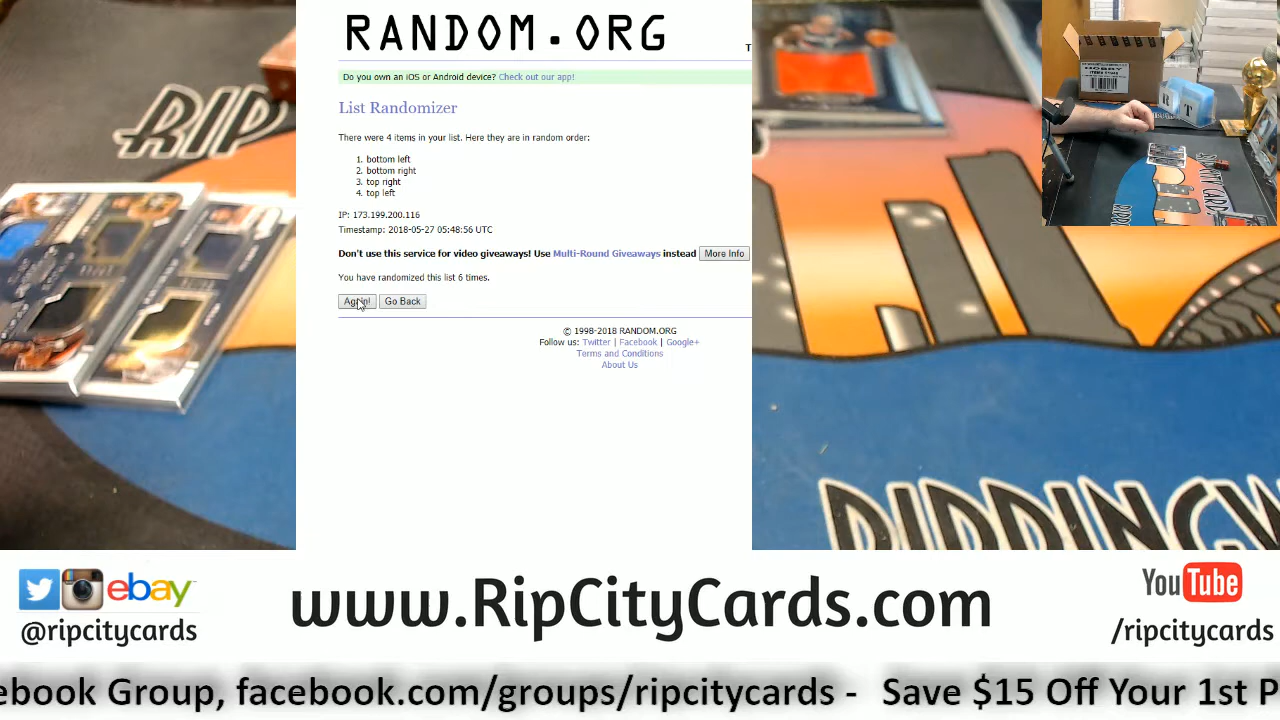 RANDOM.ORG
Do you own an iOS or Android device? Check out our app!
List Randomizer
There were 4 items in your list. Here they are in random order:
1. bottom left
2. bottom right
3. top right
4. top left
IP: 173.199.200.116
Timestamp: 2018-05-27 05:48:56 UTC
Don't use this service for video giveaways! Use Multi-Round Giveaways instead More Info
You have randomized this list 6 times.
Again! Go Back
© 1998-2018 RANDOM.ORG
Follow us: Twitter | Facebook | Google+
Terms and Conditions
About Us
RIP
HOBBY
R T
ebay
@ripcitycards
www.RipCityCards.com
YouTube
/ripcitycards
ebook Group, facebook.com/groups/ripcitycards - Save $15 Off Your 1st P